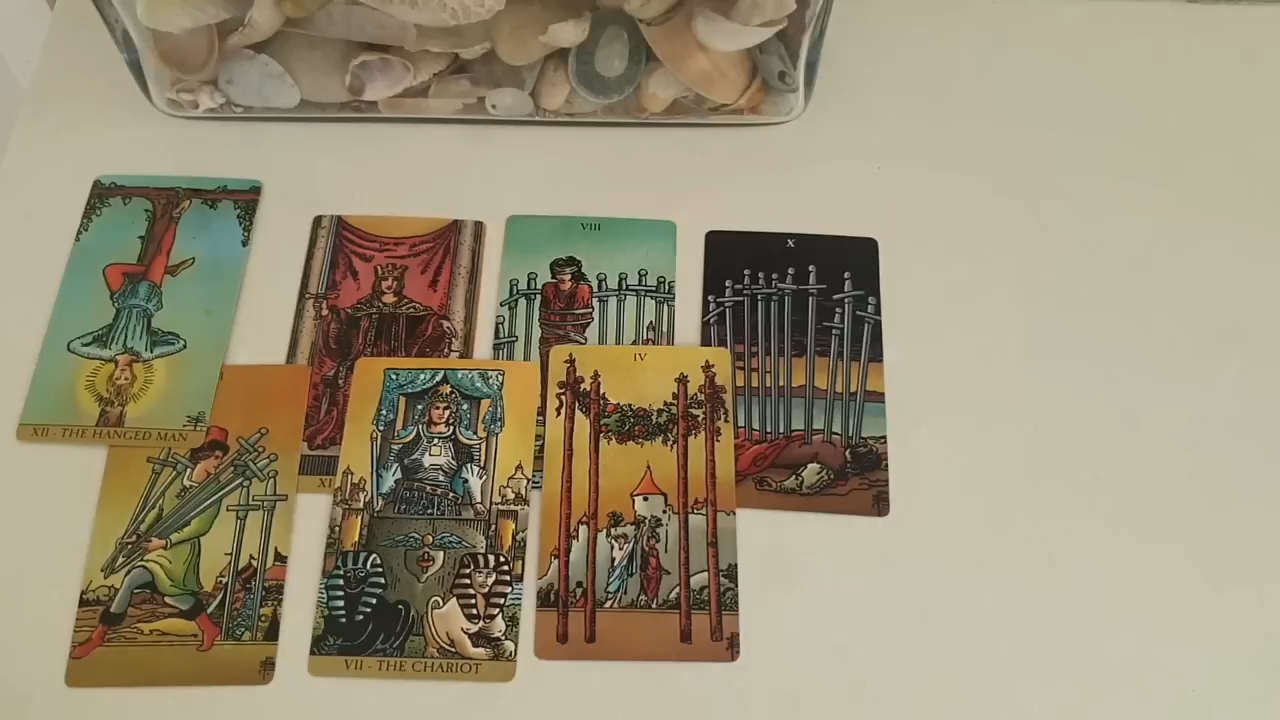 VIII
X
XII - THE HANGED MAN
IV
XI
VII - THE CHARIOT